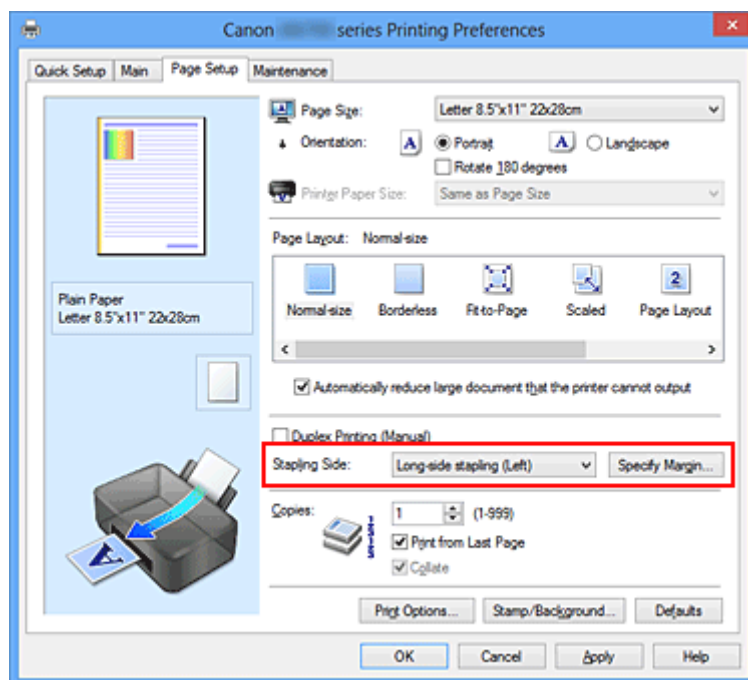 Canon series Printing Preferences
Quick Setup Main Page Setup Maintenance
Page Size: Letter 8.5"x11" 22x28cm
Orientation: A Portrait A Landscape
Rotate 180 degrees
Printer Paper Size: Same as Page Size
Page Layout: Normal-size
2
Normal-size Borderless Fit-to-Page Scaled Page Layout
Plain Paper
Letter 8.5"x11" 22x28cm
Automatically reduce large document that the printer cannot output
Duplex Printing (Manual)
Stapling Side: Long-side stapling (Left) Specify Margin...
Copies: 1 (1-999)
Print from Last Page
Collate
A
Print Options... Stamp/Background... Defaults
OK Cancel Apply Help